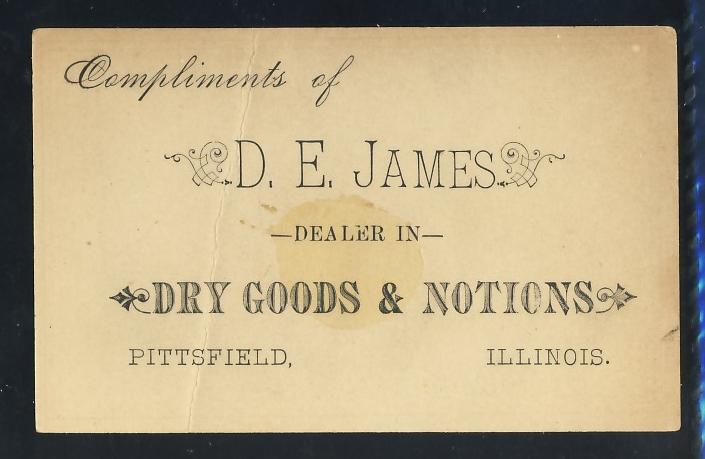 Compliments of
D. E. JAMES
—DEALER IN—
DRY GOODS & NOTIONS
PITTSFIELD, ILLINOIS.